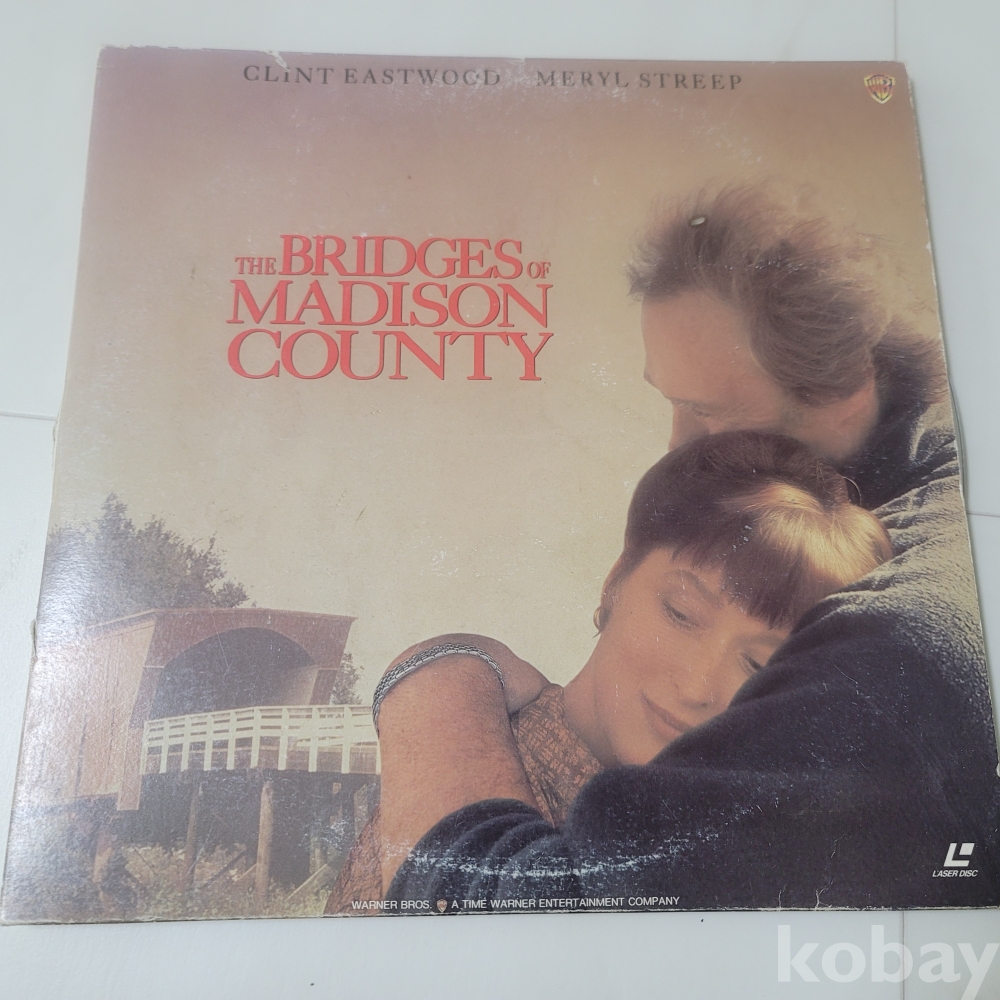 CLINT EASTWOOD MERYL STREEP
THE BRIDGES OF
MADISON
COUNTY
LASER DISC
WARNER BROS. A TIME WARNER ENTERTAINMENT COMPANY
kobay